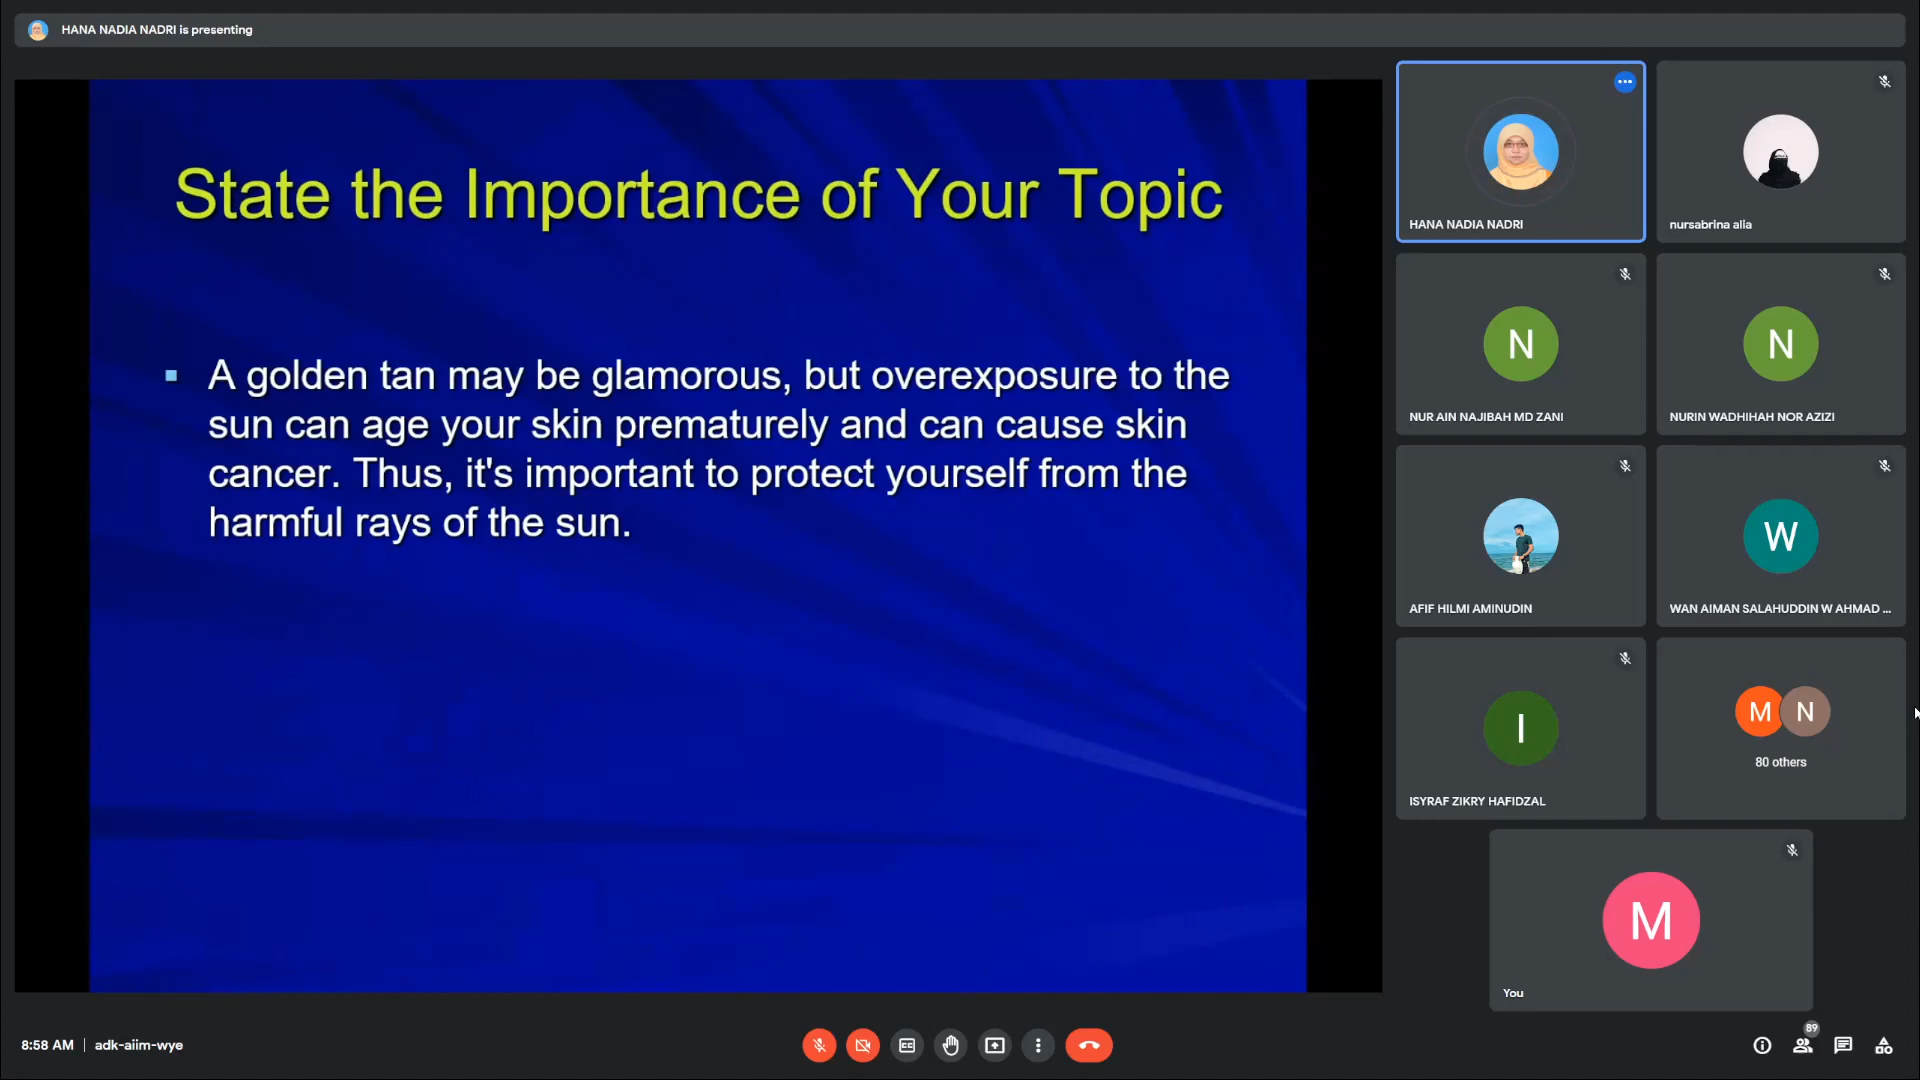 HANA NADIA NADRI is presenting
State the Importance of Your Topic
A golden tan may be glamorous, but overexposure to the
sun can age your skin prematurely and can cause skin
cancer. Thus, it's important to protect yourself from the
harmful rays of the sun.
HANA NADIA NADRI
nursabrina alia
N
N
NUR AIN NAJIBAH MD ZANI
NURIN WADHIHAH NOR AZIZI
W
AFIF HILMI AMINUDIN
WAN AIMAN SALAHUDDIN W AHMAD ...
I
M N
80 others
ISYRAF ZIKRY HAFIDZAL
M
You
8:58 AM | adk-aiim-wye
89